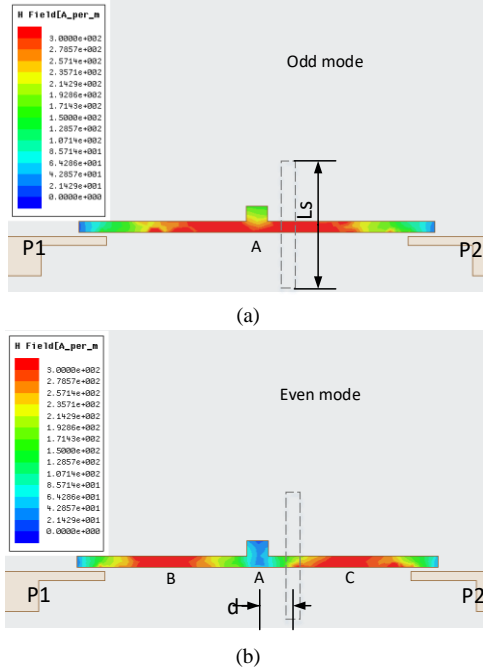 H Field[A_per_m
3.0000e+002
2.7857e+002
2.5714e+002
2.3571e+002
2.1429e+002
1.9286e+002
1.7143e+002
1.5000e+002
1.2857e+002
1.0714e+002
8.5714e+001
6.4286e+001
4.2857e+001
2.1429e+001
0.0000e+000
Odd mode
Ls
P1
A
P2
(a)
H Field[A_per_m
3.0000e+002
2.7857e+002
2.5714e+002
2.3571e+002
2.1429e+002
1.9286e+002
1.7143e+002
1.5000e+002
1.2857e+002
1.0714e+002
8.5714e+001
6.4286e+001
4.2857e+001
2.1429e+001
0.0000e+000
Even mode
B
A
C
P1
d
P2
(b)